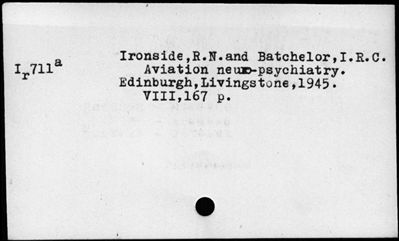 Ironside,R.N.and Batchelor,I.R.C.
Ir711a
Aviation neuro-psychiatry.
Edinburgh,Livingstone,1945.
VIII,167 p.